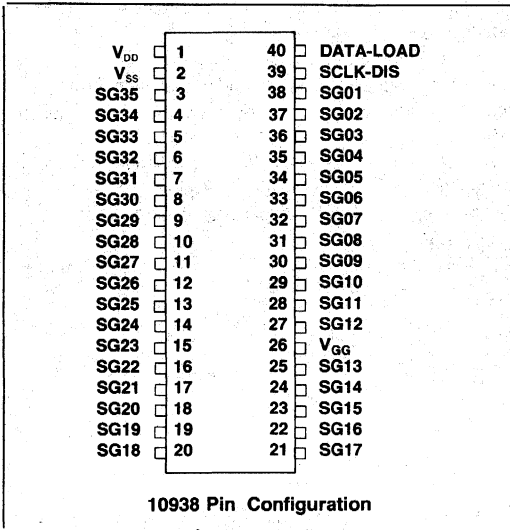 V_DD 1 40 DATA-LOAD
V_SS 2 39 SCLK-DIS
SG35 3 38 SG01
SG34 4 37 SG02
SG33 5 36 SG03
SG32 6 35 SG04
SG31 7 34 SG05
SG30 8 33 SG06
SG29 9 32 SG07
SG28 10 31 SG08
SG27 11 30 SG09
SG26 12 29 SG10
SG25 13 28 SG11
SG24 14 27 SG12
SG23 15 26 V_GG
SG22 16 25 SG13
SG21 17 24 SG14
SG20 18 23 SG15
SG19 19 22 SG16
SG18 20 21 SG17
10938 Pin Configuration